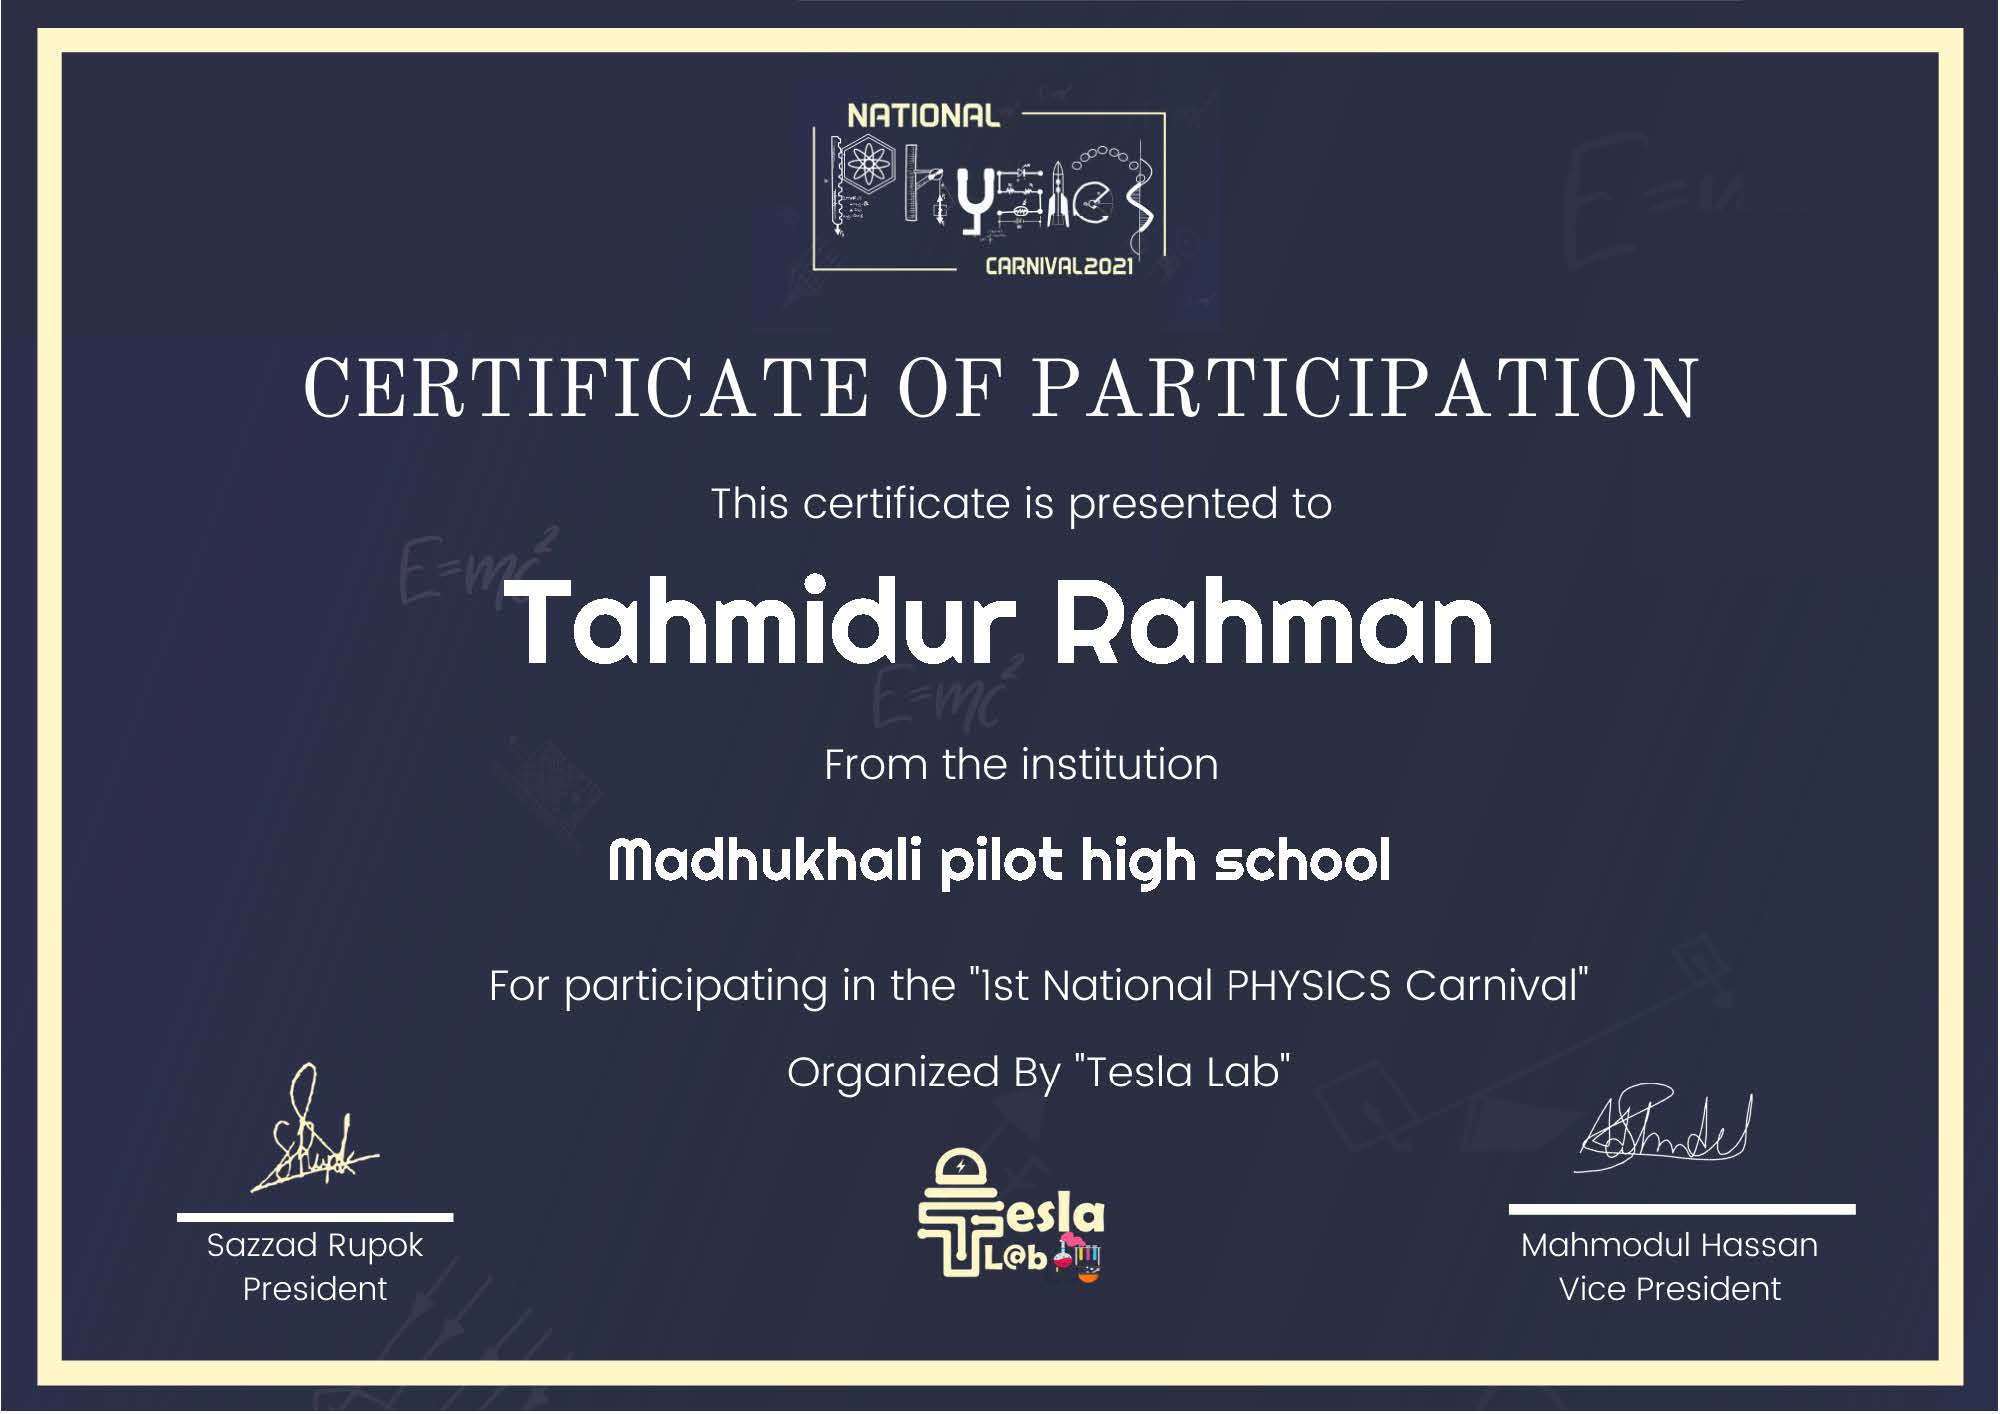 NATIONAL
Physics
CARNIVAL2021
CERTIFICATE OF PARTICIPATION
This certificate is presented to
E=mc²
Tahmidur Rahman
E=mc²
From the institution
Madhukhali pilot high school
For participating in the "1st National PHYSICS Carnival"
Organized By "Tesla Lab"
Tesla
L@b
Sazzad Rupok
President
Mahmodul Hassan
Vice President